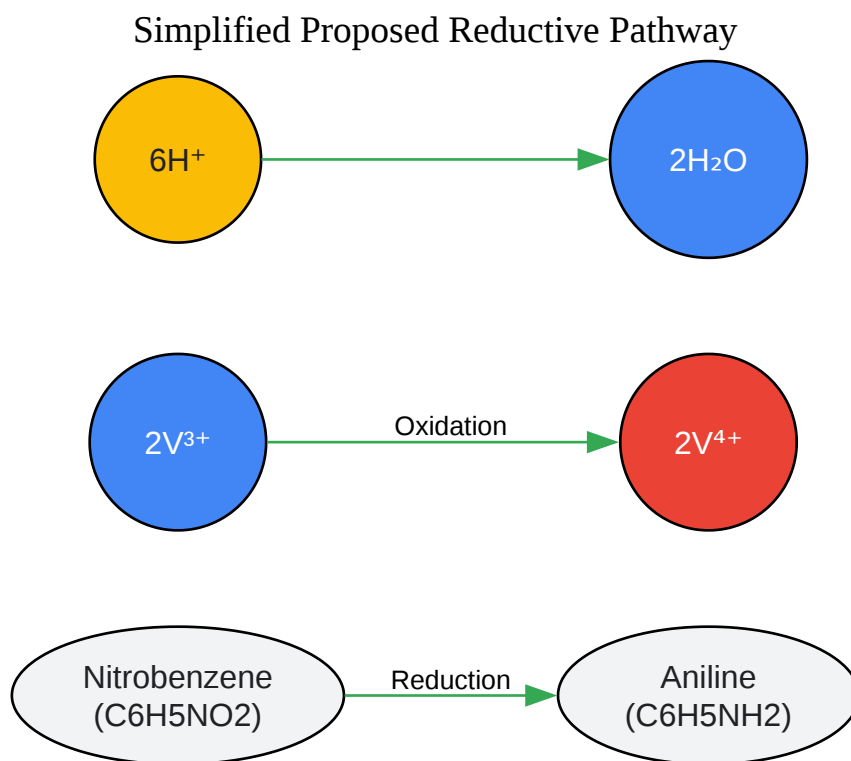 Simplified Proposed Reductive Pathway
6H⁺
2H₂O
2V³⁺
Oxidation
2V⁴⁺
Nitrobenzene
(C6H5NO2)
Reduction
Aniline
(C6H5NH2)